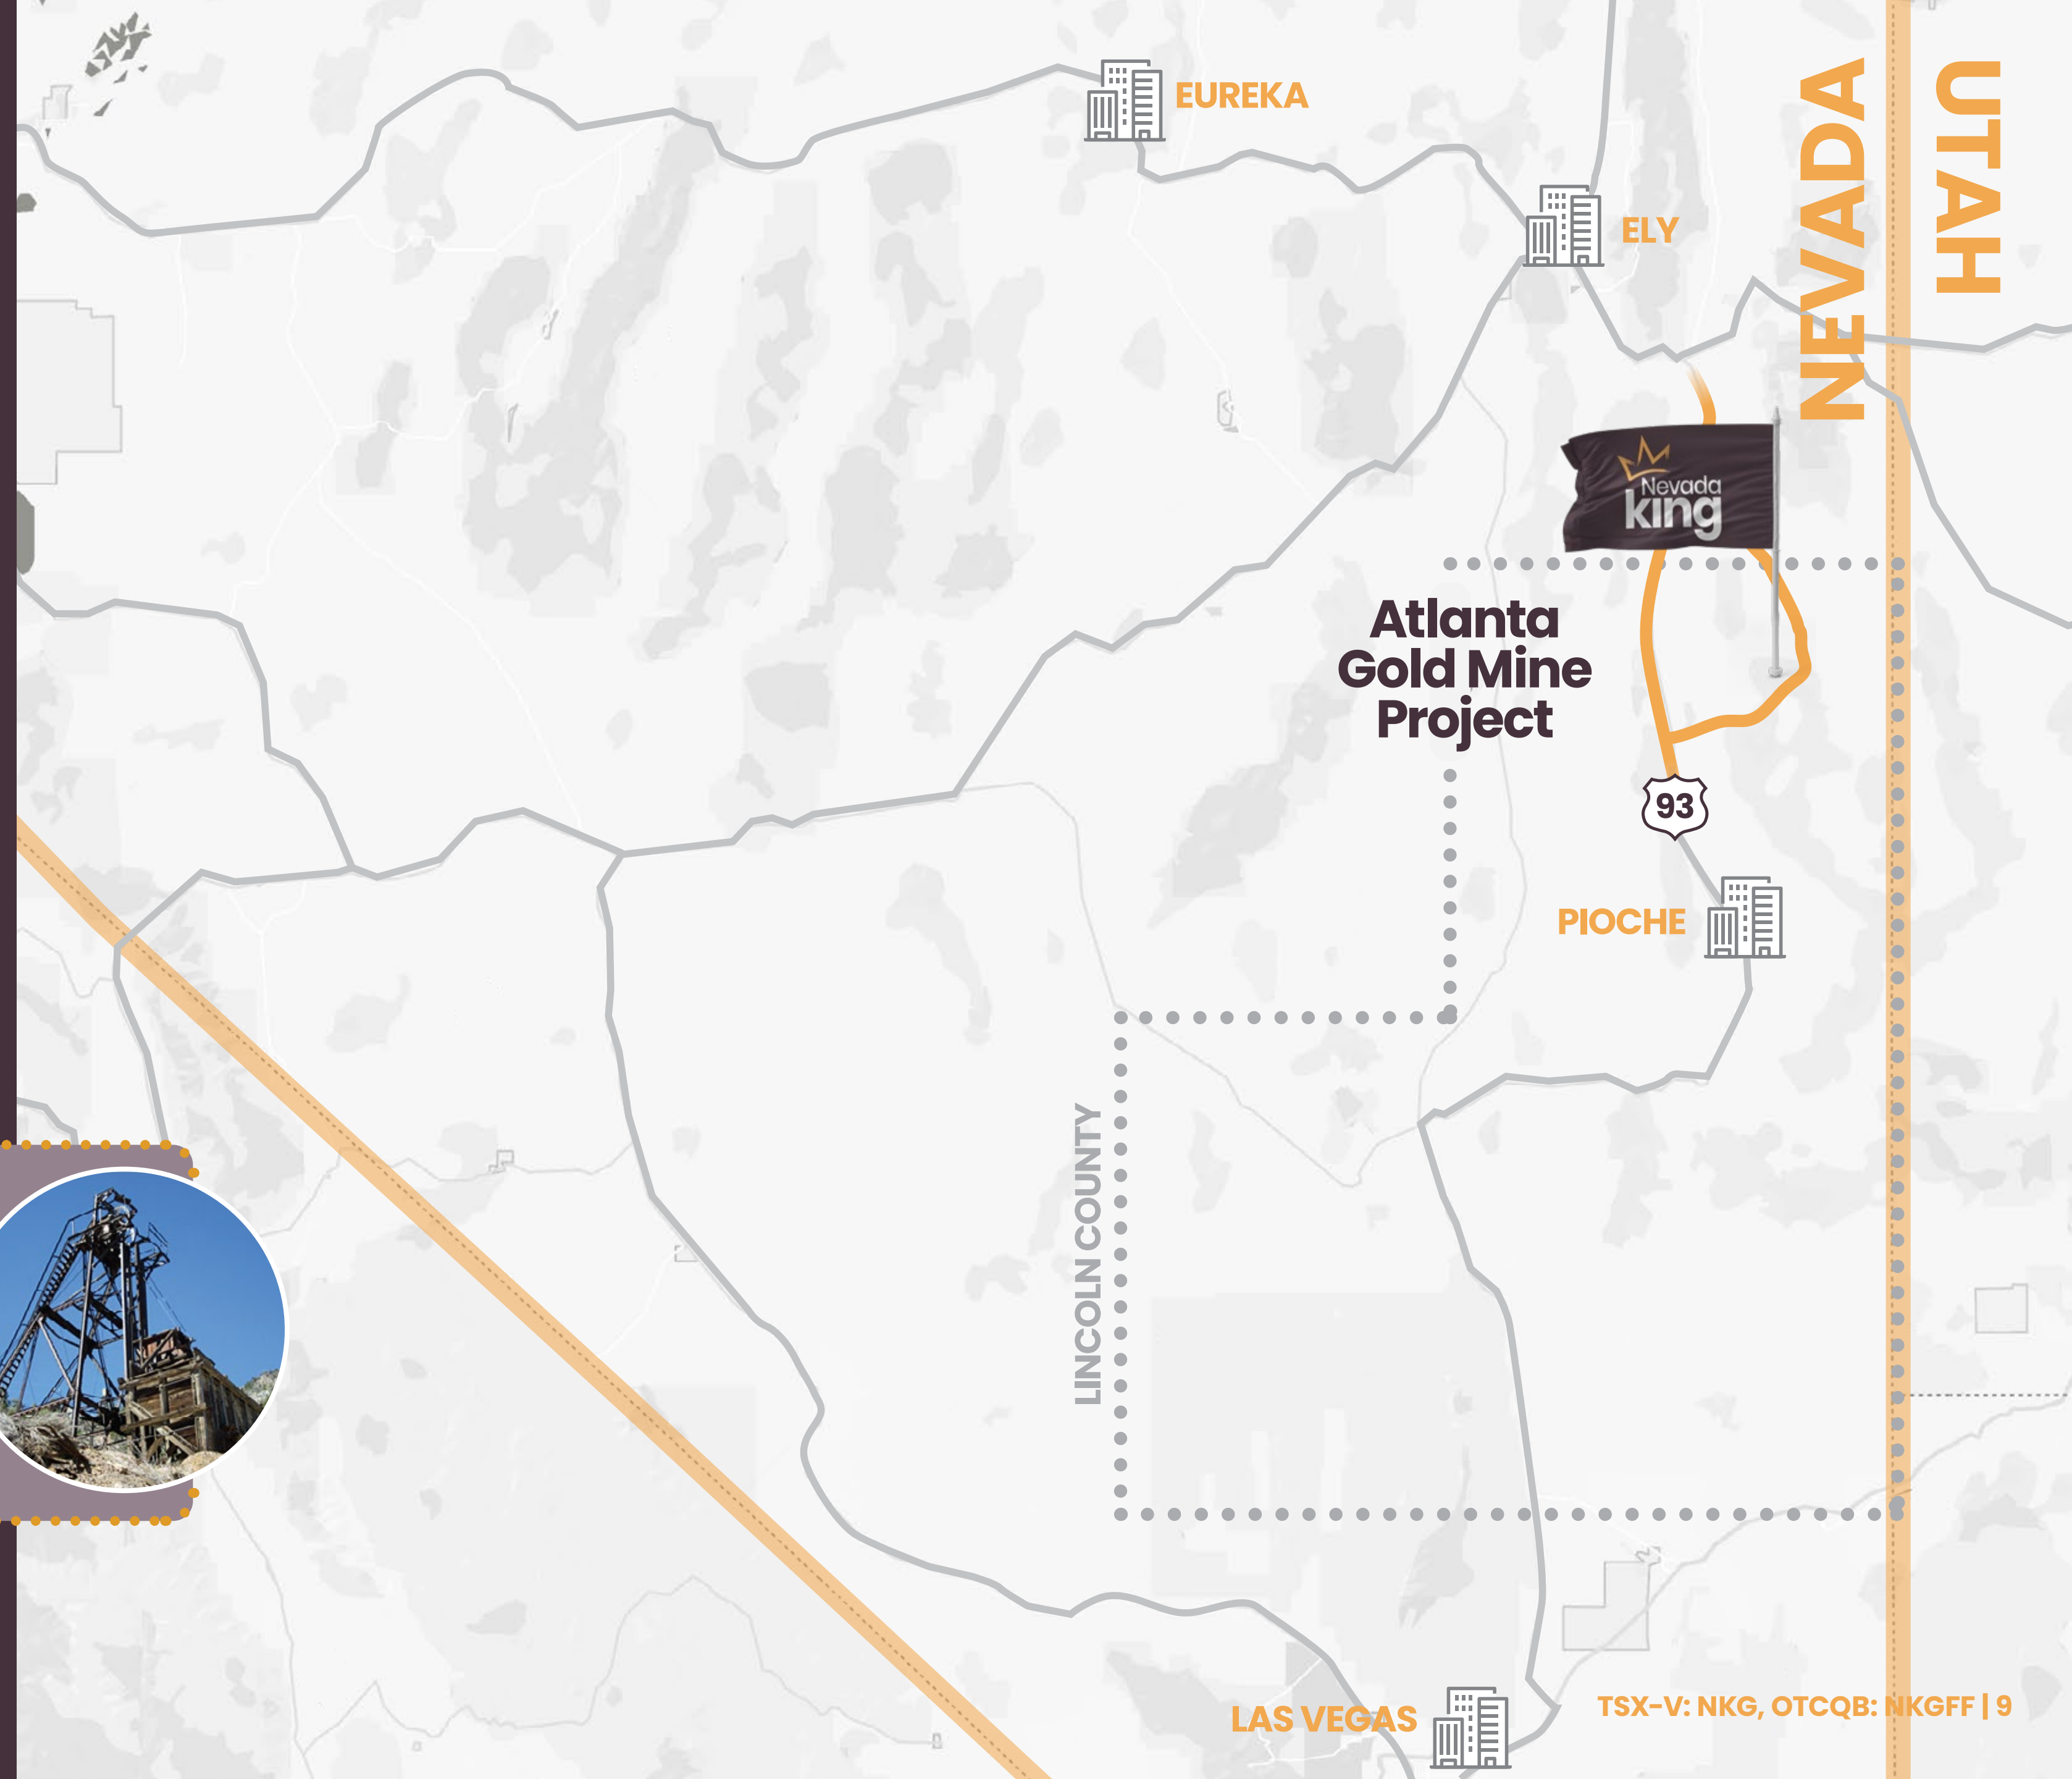 EUREKA
ELY
NEVADA
UTAH
Nevada
king
Atlanta
Gold Mine
Project
93
PIOCHE
LINCOLN COUNTY
LAS VEGAS
TSX-V: NKG, OTCQB: NKGFF | 9